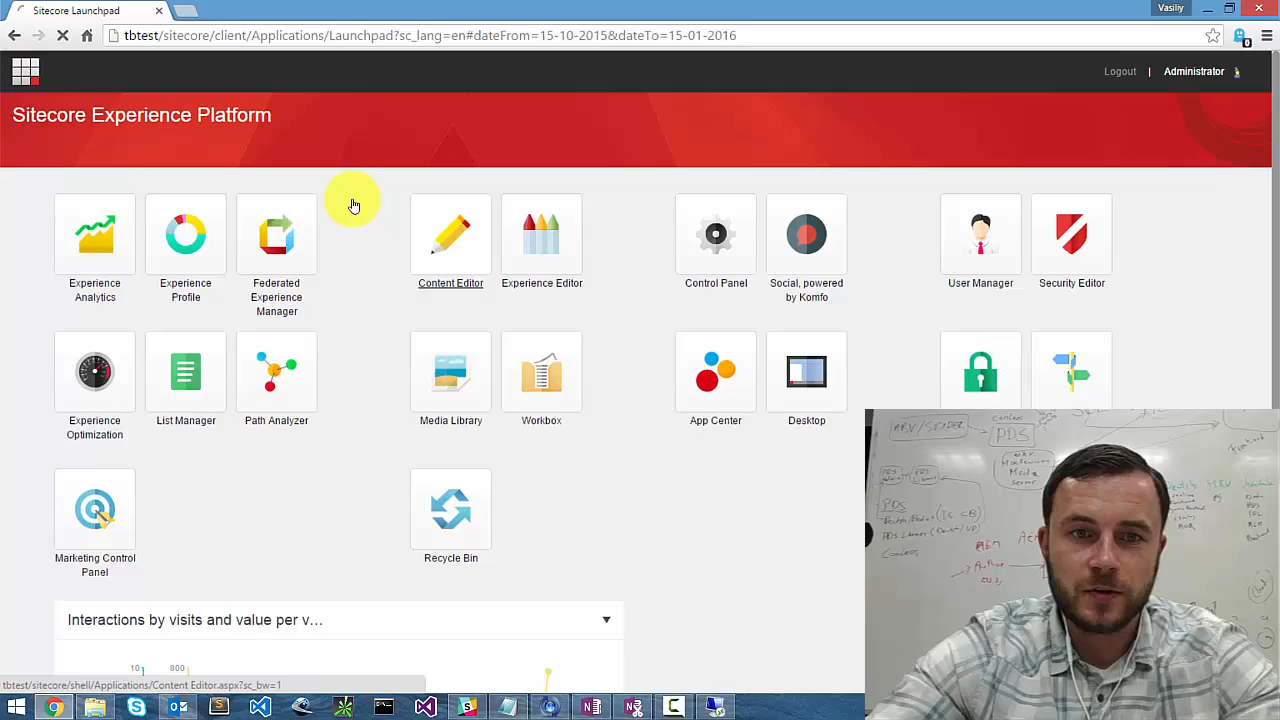 Sitecore Launchpad
Vasiliy
tbtest/sitecore/client/Applications/Launchpad?sc_lang=en#dateFrom=15-10-2015&dateTo=15-01-2016
0
Logout | Administrator
Sitecore Experience Platform
Experience Analytics
Experience Profile
Federated Experience Manager
Content Editor
Experience Editor
Control Panel
Social, powered by Komfo
User Manager
Security Editor
Experience Optimization
List Manager
Path Analyzer
Media Library
Workbox
App Center
Desktop
Marketing Control Panel
Recycle Bin
Interactions by visits and value per v...
10
800
tbtest/sitecore/shell/Applications/Content Editor.aspx?sc_bw=1
PDS
PDS